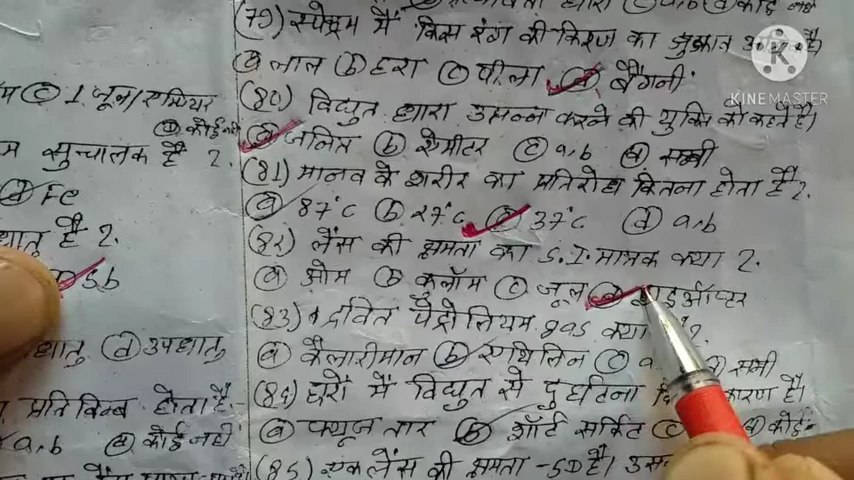 (79) स्पेक्ट्रम में किस रंग की किरण का झुकाव
ⓐ लाल ⓑ हरा ⓒ पीला ⓓ बैंगनी
KINEMASTER
(80) विद्युत धारा उत्पन्न करने की युक्ति को कहते हैं।
ⓐ जनित्र ⓑ ऐमीटर ⓒ a,b ⓓ सभी
(81) मानव के शरीर का प्रतिरोध कितना होता है?
ⓐ 87°c ⓑ 27°c ⓒ 37°c ⓓ a,b
(82) लेंस की क्षमता का S.I. मात्रक क्या ?
ⓐ ओम ⓑ कूलॉम ⓒ जूल ⓓ डाइऑप्टर
(83) द्रवित पेट्रोलियम gas क्या है?
ⓐ कैलोरीमान ⓑ एथिलिन ⓒ ⓓ सभी
(84) घरों में विद्युत से दुर्घटना कारण है।
ⓐ फ्यूज तार ⓑ शॉर्ट सर्किट ⓒ ⓓ कोई
(85) एक लेंस की क्षमता -5D है।
ⓒ 1 जूल/एम्पियर
ⓓ कोई नहीं
म सुचालक है ?
ⓓ Fe
धातु है ?
Sb
धातु ⓓ उपधातु
प्रतिबिम्ब होता है-
a,b ⓓ कोई नहीं